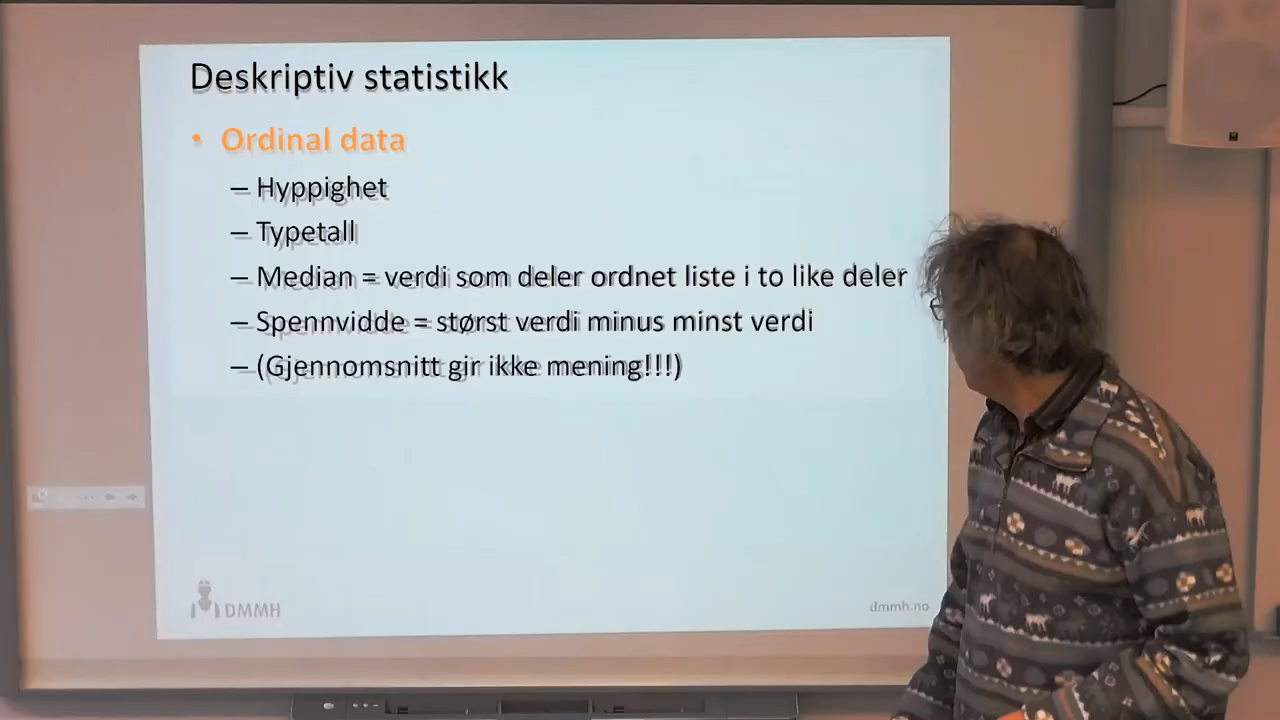 Deskriptiv statistikk
• Ordinal data
– Hyppighet
– Typetall
– Median = verdi som deler ordnet liste i to like deler
– Spennvidde = størst verdi minus minst verdi
– (Gjennomsnitt gir ikke mening!!!)
DMMH
dmmh.no